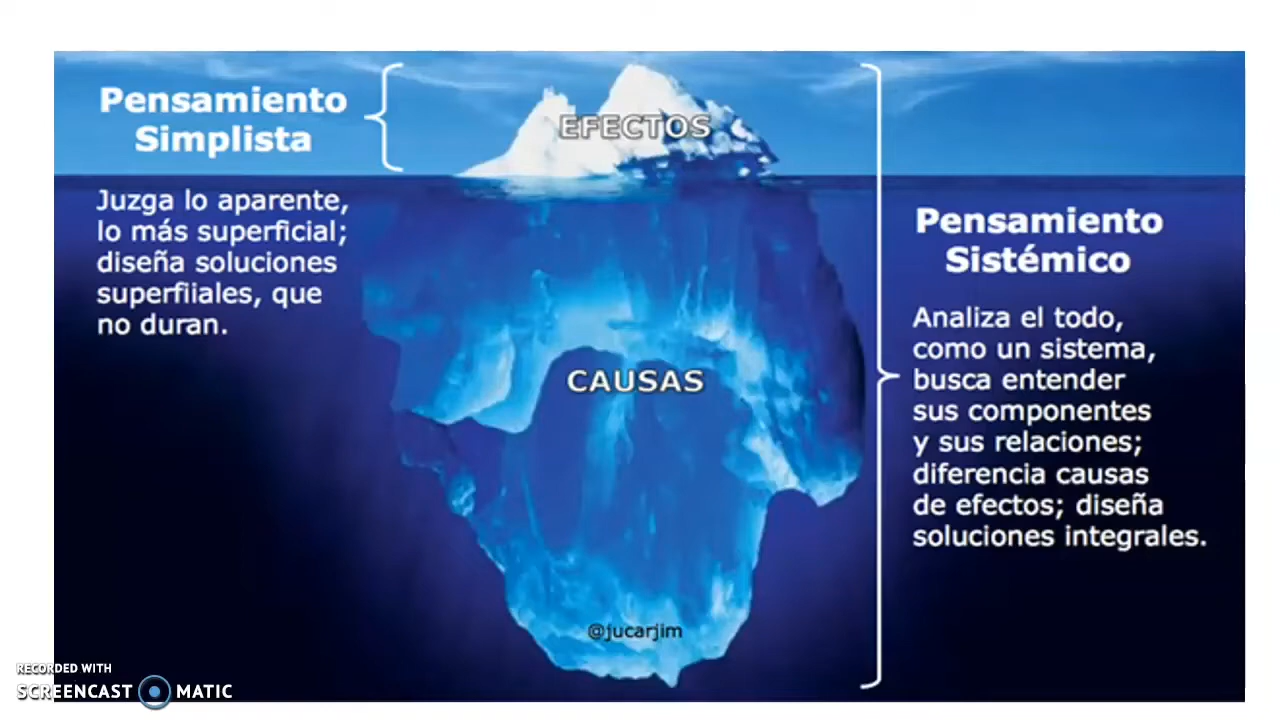 Pensamiento
Simplista
Juzga lo aparente,
lo más superficial;
diseña soluciones
superfiiales, que
no duran.
EFECTOS
CAUSAS
@jucarjim
Pensamiento
Sistémico
Analiza el todo,
como un sistema,
busca entender
sus componentes
y sus relaciones;
diferencia causas
de efectos; diseña
soluciones integrales.
RECORDED WITH
SCREENCAST MATIC